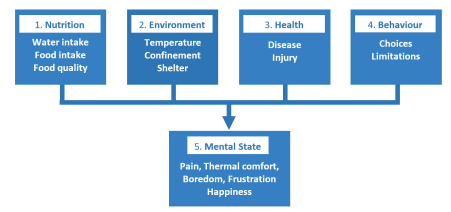 1. Nutrition
Water intake
Food intake
Food quality
2. Environment
Temperature
Confinement
Shelter
3. Health
Disease
Injury
4. Behaviour
Choices
Limitations
5. Mental State
Pain, Thermal comfort,
Boredom, Frustration
Happiness